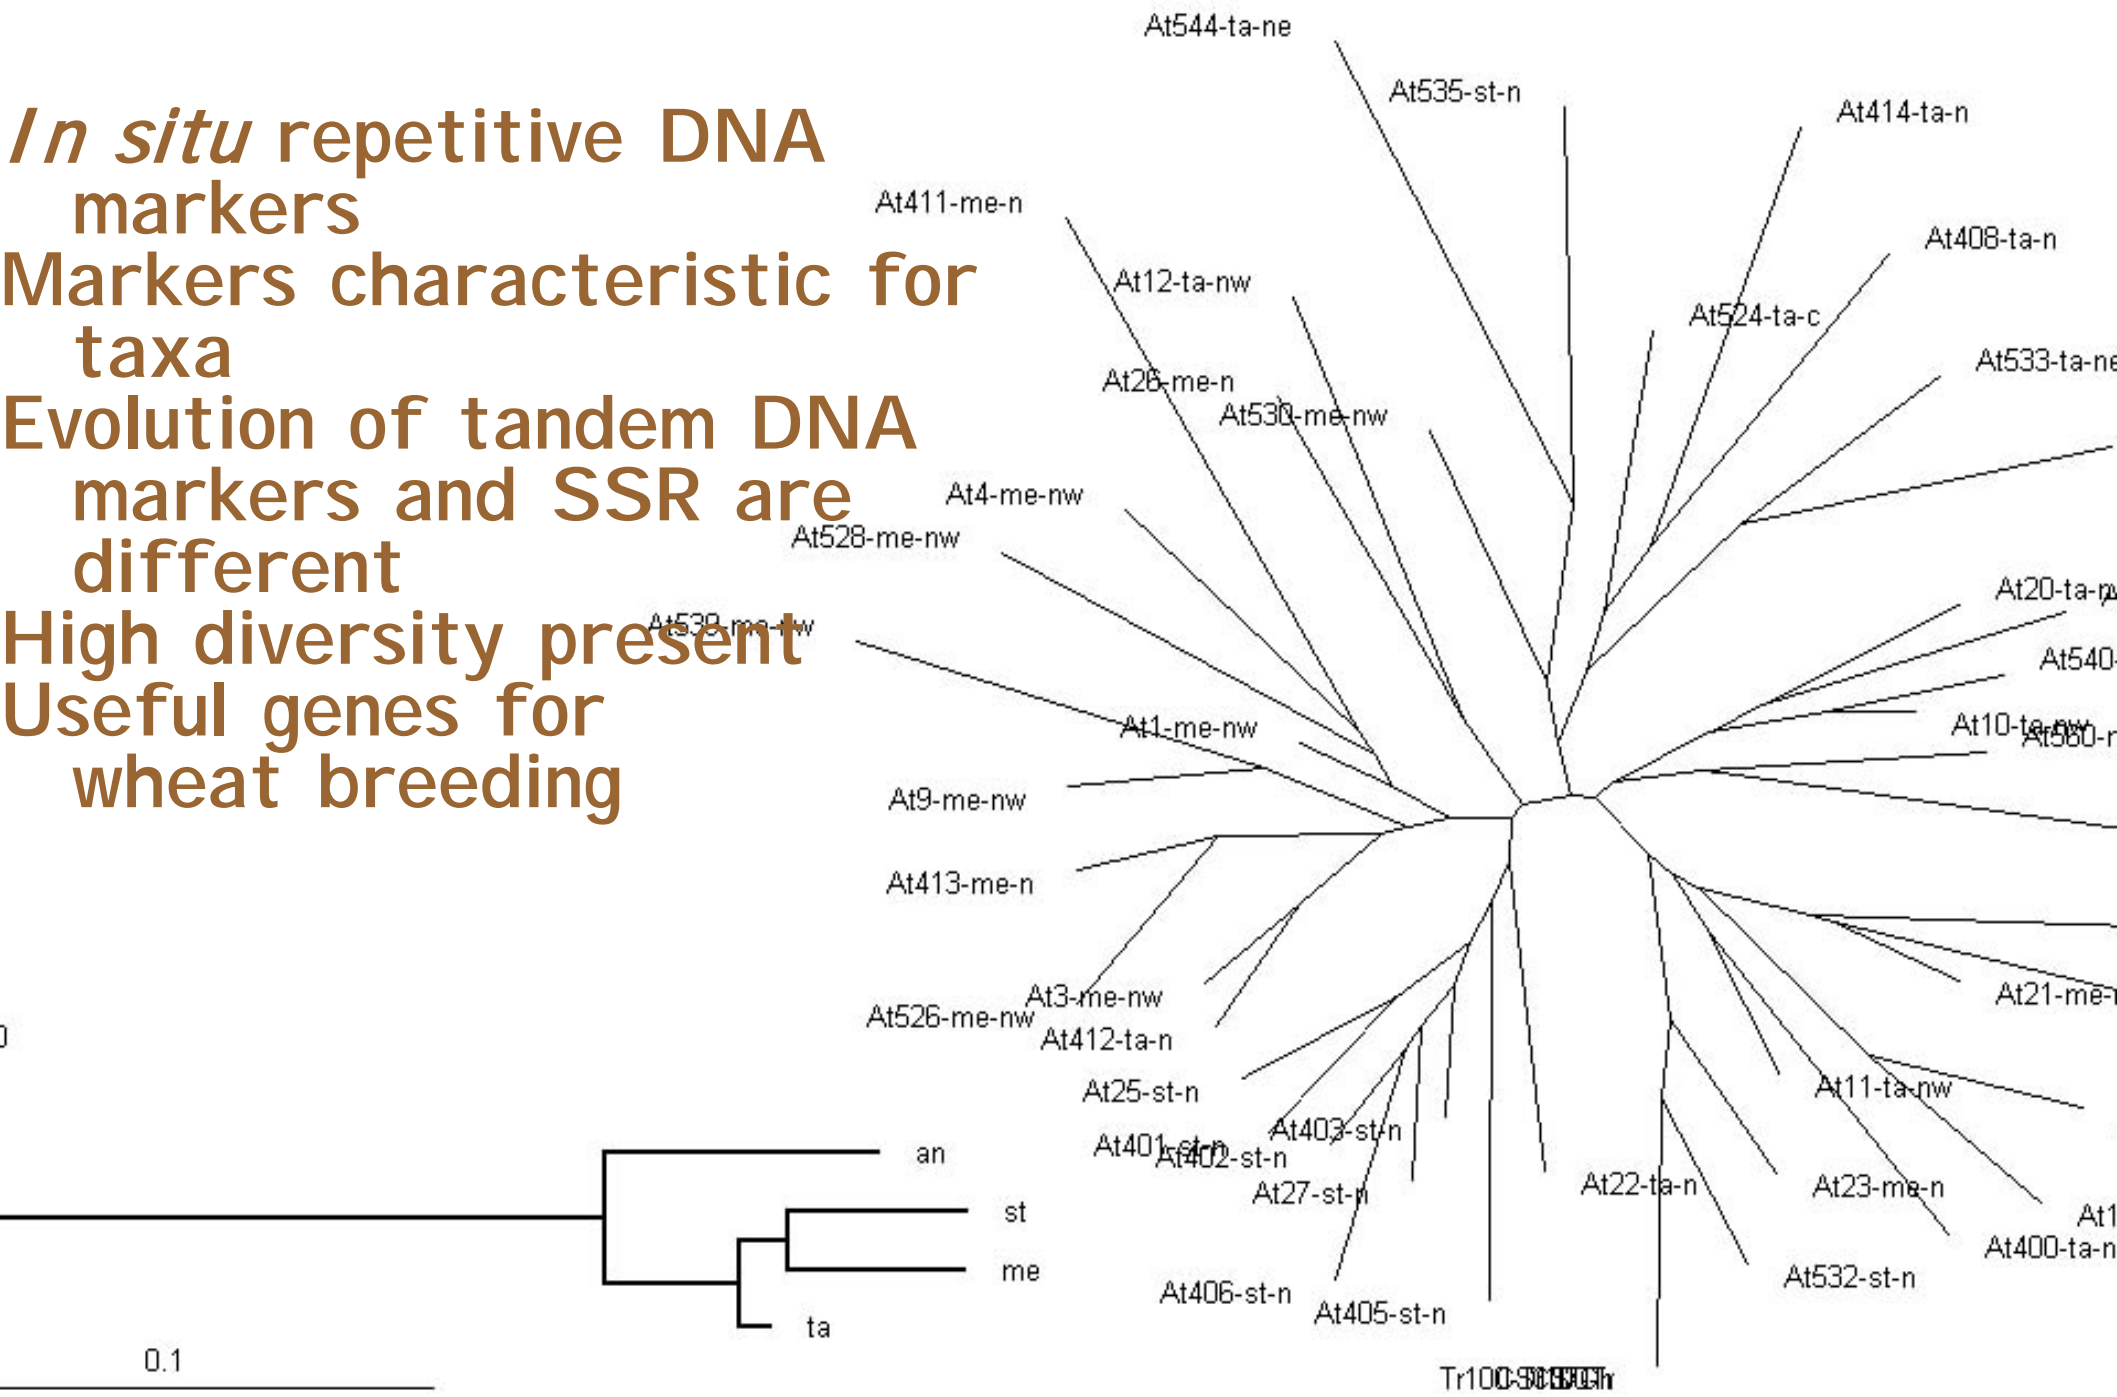 In situ repetitive DNA
markers
Markers characteristic for
taxa
Evolution of tandem DNA
markers and SSR are
different
High diversity present
Useful genes for
wheat breeding
At544-ta-ne
At535-st-n
At414-ta-n
At411-me-n
At408-ta-n
At12-ta-nw
At524-ta-c
At533-ta-ne
At26-me-n
At530-me-nw
At4-me-nw
At528-me-nw
At20-ta-
At539-me-nw
At540-
At1-me-nw
At10-ta-nw
At9-me-nw
At413-me-n
At3-me-nw
At21-me-
At526-me-nw
At412-ta-n
At25-st-n
At11-ta-nw
At403-st-n
At401-st-n
At402-st-n
At27-st-n
At22-ta-n
At23-me-n
At1
At400-ta-n
At532-st-n
At406-st-n
At405-st-n
an
st
me
ta
0.1